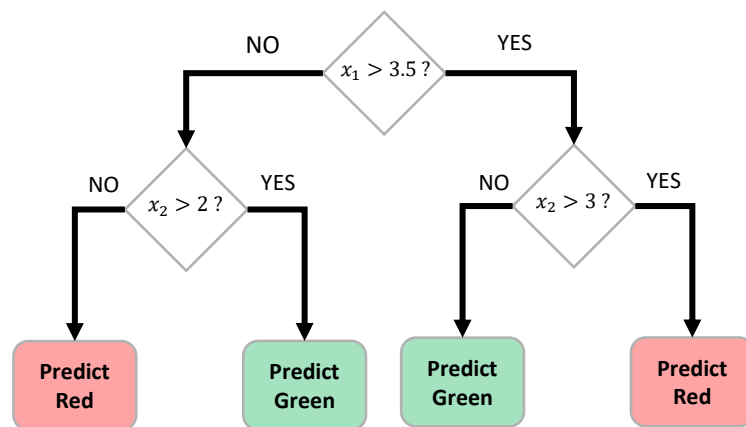 NO
YES
x₁ > 3.5 ?
NO
YES
NO
YES
x₂ > 2 ?
x₂ > 3 ?
Predict
Red
Predict
Green
Predict
Green
Predict
Red